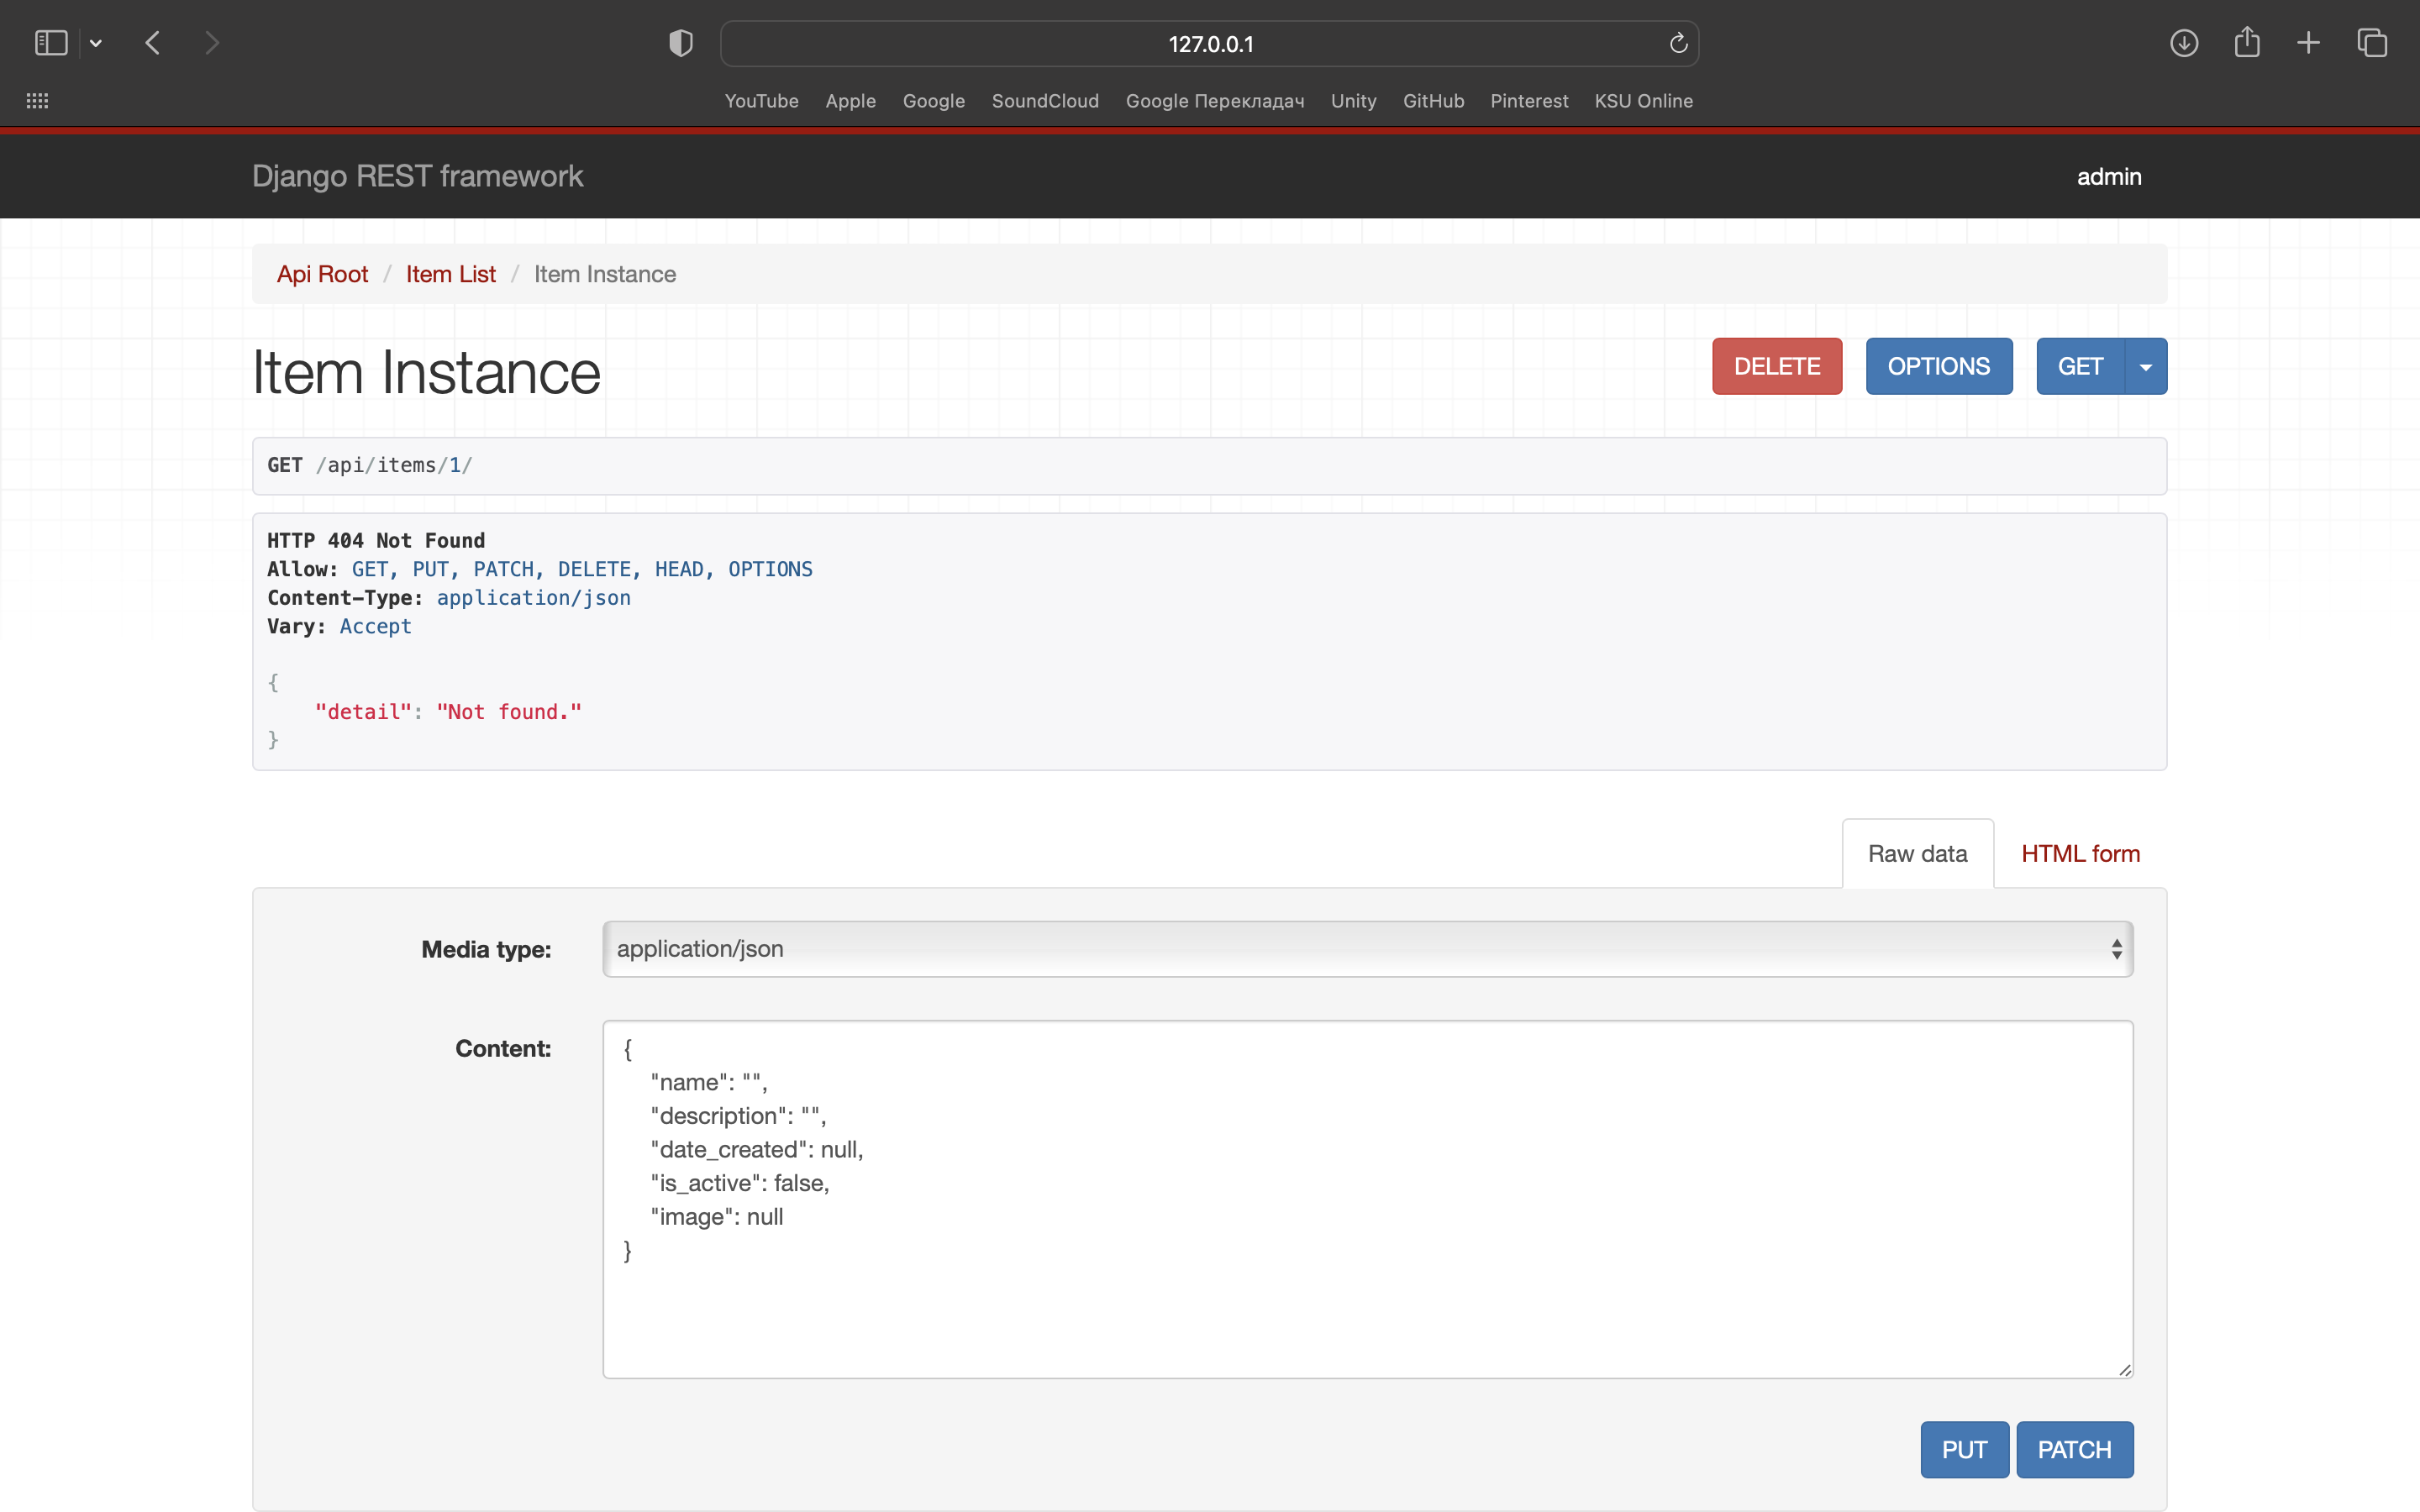 127.0.0.1
YouTube Apple Google SoundCloud Google Перекладач Unity GitHub Pinterest KSU Online
Django REST framework admin
Api Root / Item List / Item Instance
Item Instance DELETE OPTIONS GET
GET /api/items/1/
HTTP 404 Not Found
Allow: GET, PUT, PATCH, DELETE, HEAD, OPTIONS
Content-Type: application/json
Vary: Accept
{
"detail": "Not found."
}
Raw data HTML form
Media type: application/json
Content: {
"name": "",
"description": "",
"date_created": null,
"is_active": false,
"image": null
}
PUT PATCH